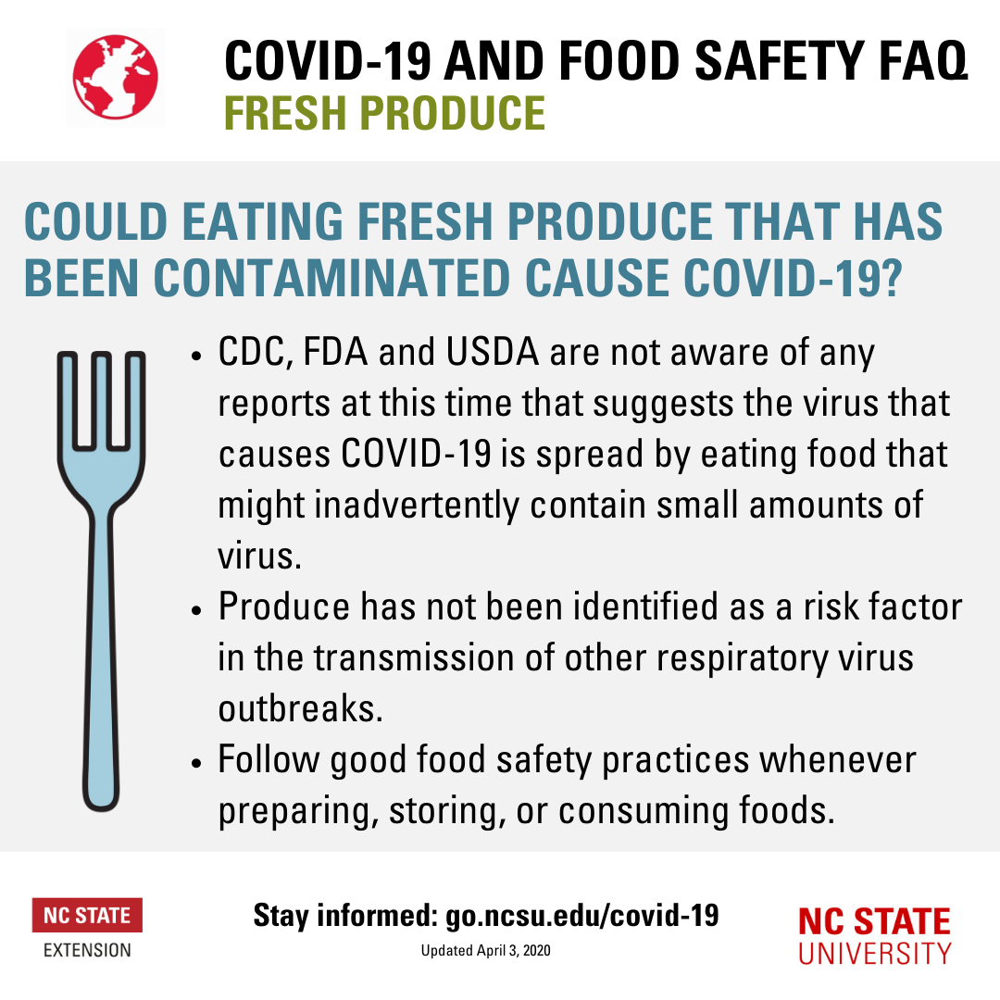 COVID-19 AND FOOD SAFETY FAQ
FRESH PRODUCE
COULD EATING FRESH PRODUCE THAT HAS
BEEN CONTAMINATED CAUSE COVID-19?
• CDC, FDA and USDA are not aware of any
reports at this time that suggests the virus that
causes COVID-19 is spread by eating food that
might inadvertently contain small amounts of
virus.
• Produce has not been identified as a risk factor
in the transmission of other respiratory virus
outbreaks.
• Follow good food safety practices whenever
preparing, storing, or consuming foods.
NC STATE
EXTENSION
Stay informed: go.ncsu.edu/covid-19
Updated April 3, 2020
NC STATE
UNIVERSITY